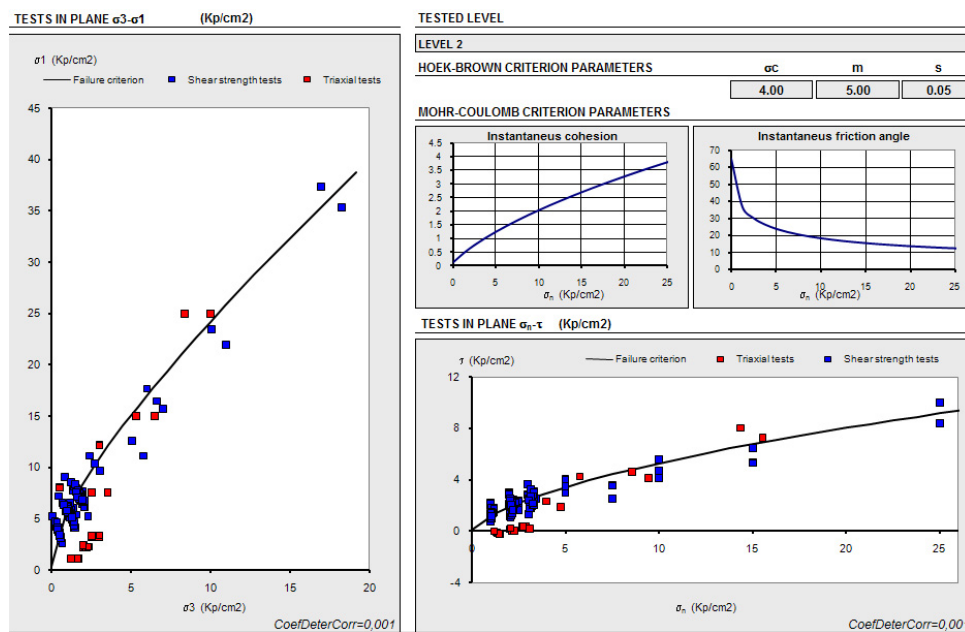 TESTS IN PLANE σ3-σ1 (Kp/cm2)
σ1 (Kp/cm2)
Failure criterion Shear strength tests Triaxial tests
45
40
35
30
25
20
15
10
5
0
0 5 10 15 20
σ3 (Kp/cm2)
CoefDeterCorr=0,001
TESTED LEVEL
LEVEL 2
HOEK-BROWN CRITERION PARAMETERS σc m s
4.00 5.00 0.05
MOHR-COULOMB CRITERION PARAMETERS
Instantaneus cohesion
4.5
4
3.5
3
2.5
2
1.5
1
0.5
0
0 5 10 15 20 25
σn (Kp/cm2)
Instantaneus friction angle
70
60
50
40
30
20
10
0
0 5 10 15 20 25
σn (Kp/cm2)
TESTS IN PLANE σn-τ (Kp/cm2)
τ (Kp/cm2)
Failure criterion Triaxial tests Shear strength tests
12
8
4
0
-4
5 10 15 20 25
σn (Kp/cm2)
CoefDeterCorr=0,00